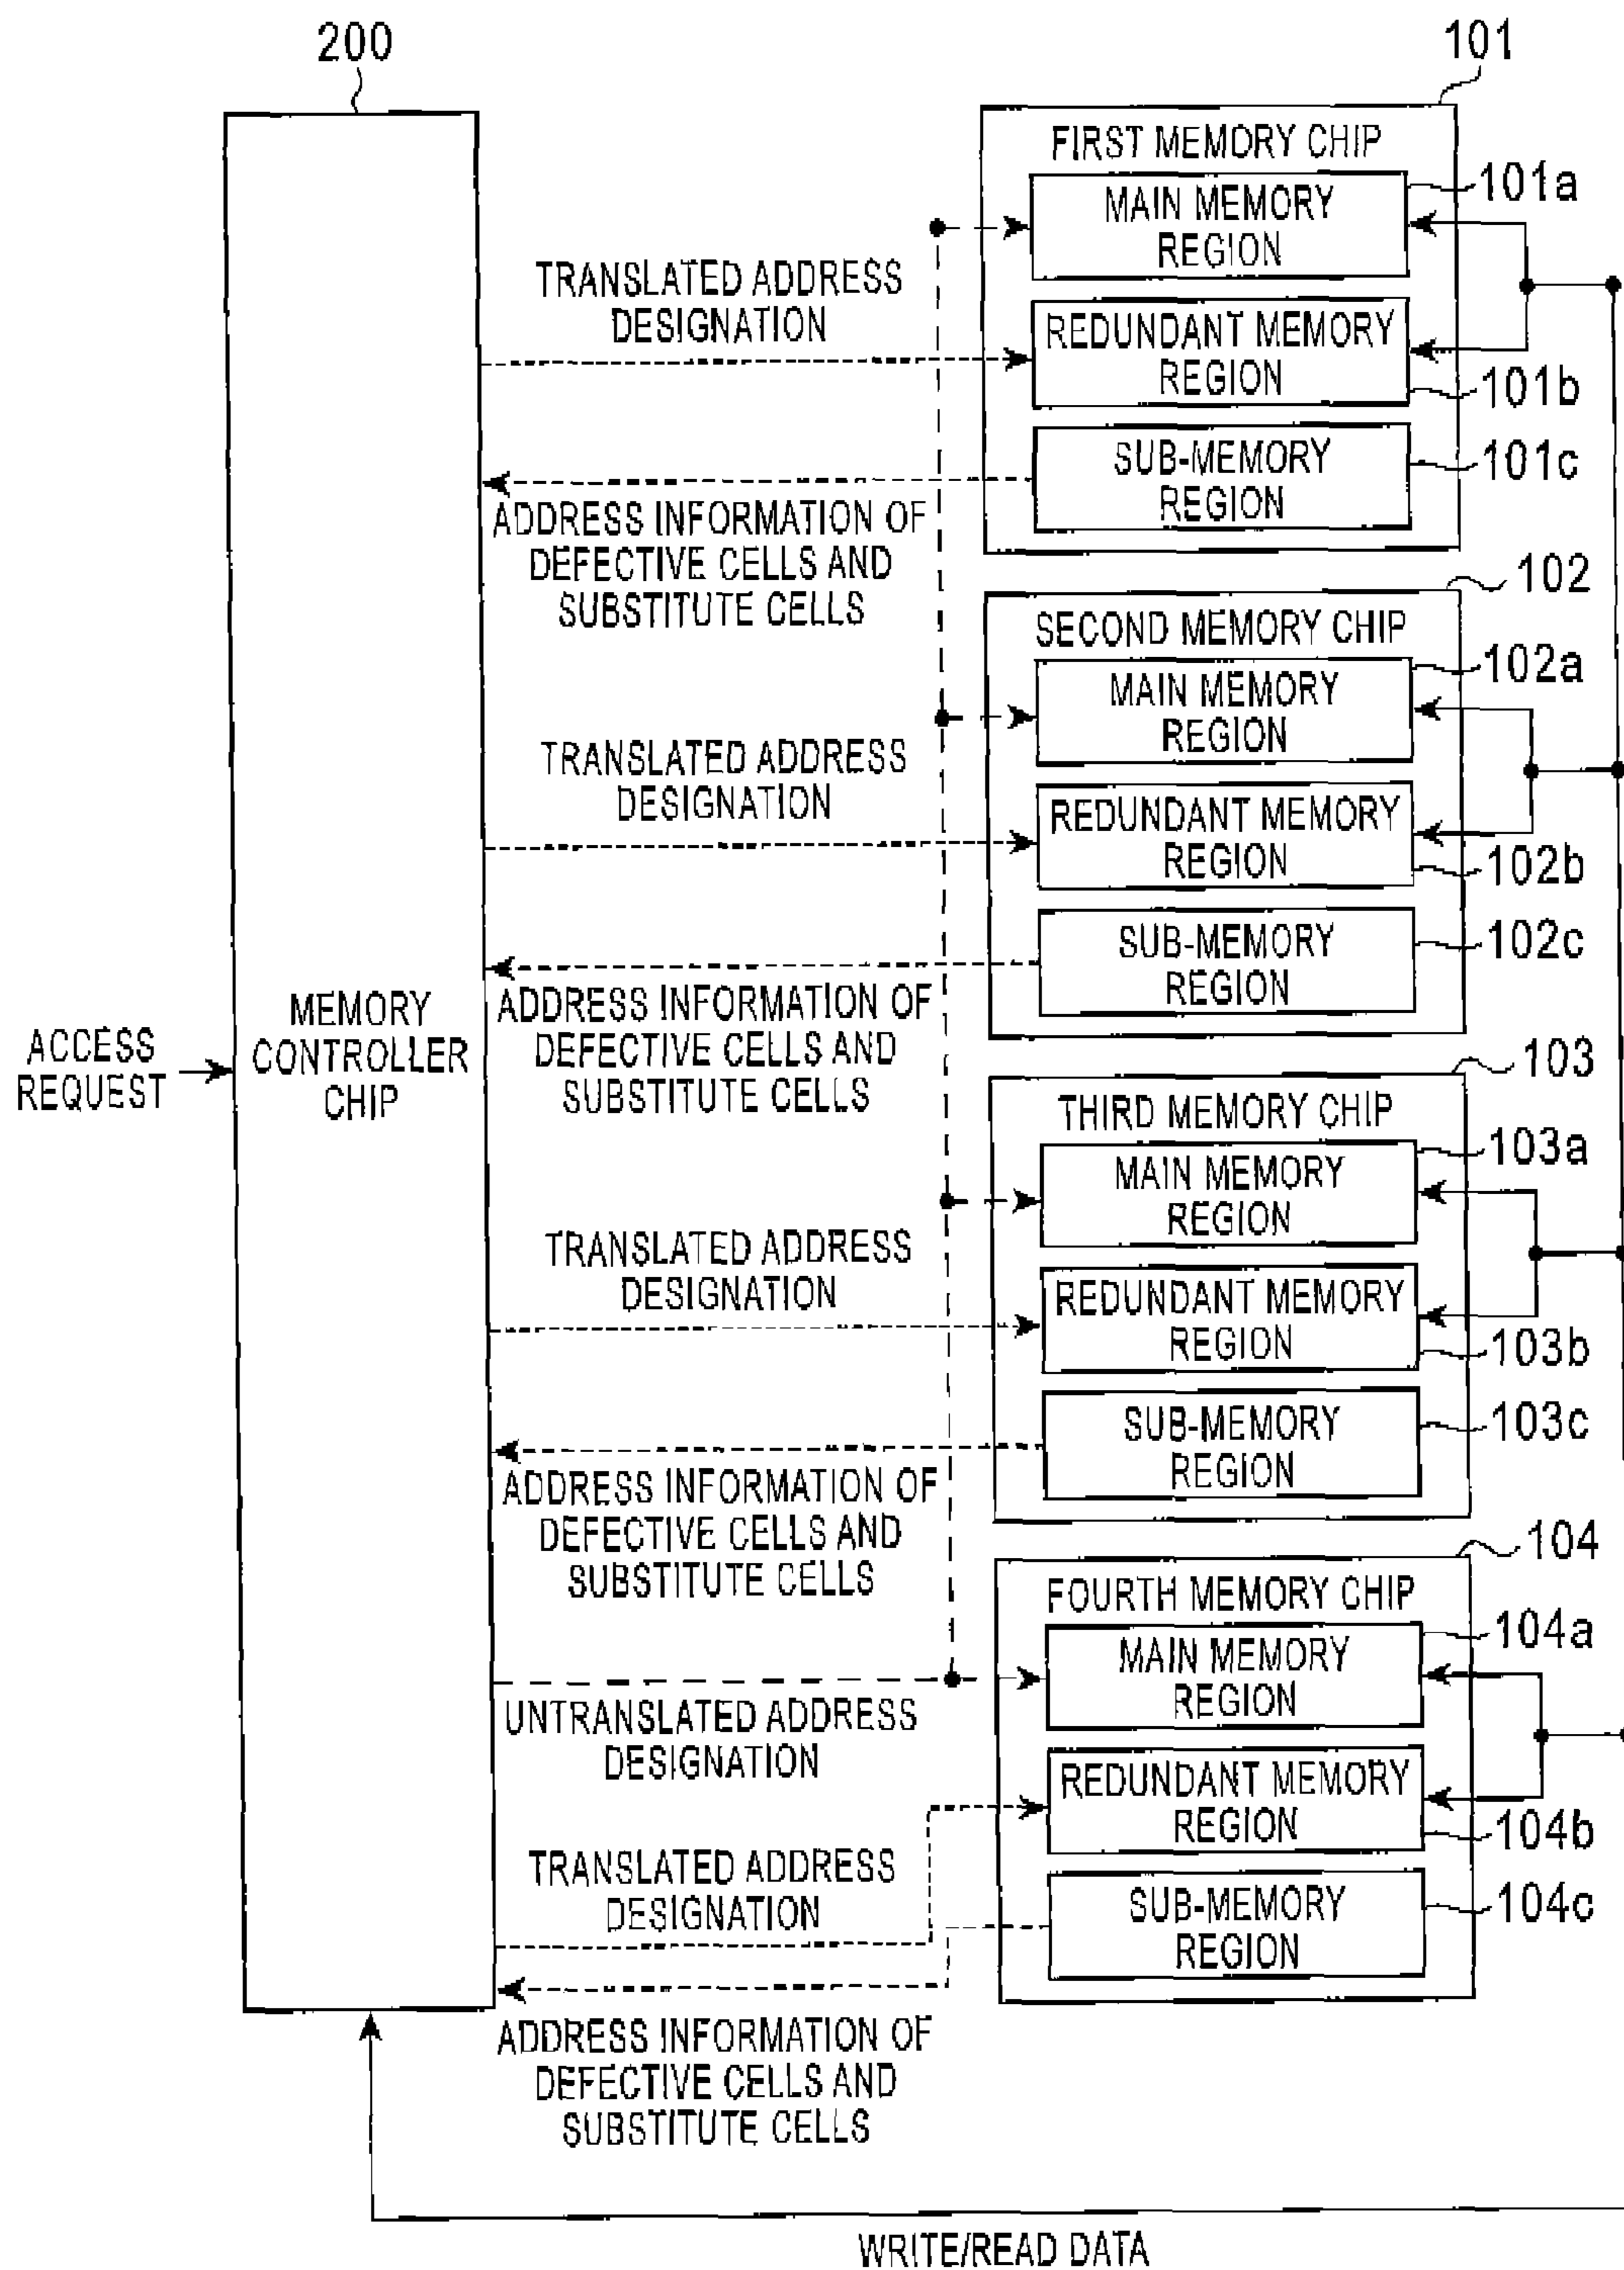 200
101
FIRST MEMORY CHIP
MAIN MEMORY
REGION
101a
TRANSLATED ADDRESS
DESIGNATION
REDUNDANT MEMORY
REGION
101b
SUB-MEMORY
REGION
101c
ADDRESS INFORMATION OF
DEFECTIVE CELLS AND
SUBSTITUTE CELLS
102
SECOND MEMORY CHIP
MAIN MEMORY
REGION
102a
TRANSLATED ADDRESS
DESIGNATION
REDUNDANT MEMORY
REGION
102b
SUB-MEMORY
REGION
102c
ADDRESS INFORMATION OF
DEFECTIVE CELLS AND
SUBSTITUTE CELLS
ACCESS
REQUEST
MEMORY
CONTROLLER
CHIP
103
THIRD MEMORY CHIP
MAIN MEMORY
REGION
103a
TRANSLATED ADDRESS
DESIGNATION
REDUNDANT MEMORY
REGION
103b
SUB-MEMORY
REGION
103c
ADDRESS INFORMATION OF
DEFECTIVE CELLS AND
SUBSTITUTE CELLS
104
FOURTH MEMORY CHIP
MAIN MEMORY
REGION
104a
UNTRANSLATED ADDRESS
DESIGNATION
REDUNDANT MEMORY
REGION
104b
TRANSLATED ADDRESS
DESIGNATION
SUB-MEMORY
REGION
104c
ADDRESS INFORMATION OF
DEFECTIVE CELLS AND
SUBSTITUTE CELLS
WRITE/READ DATA